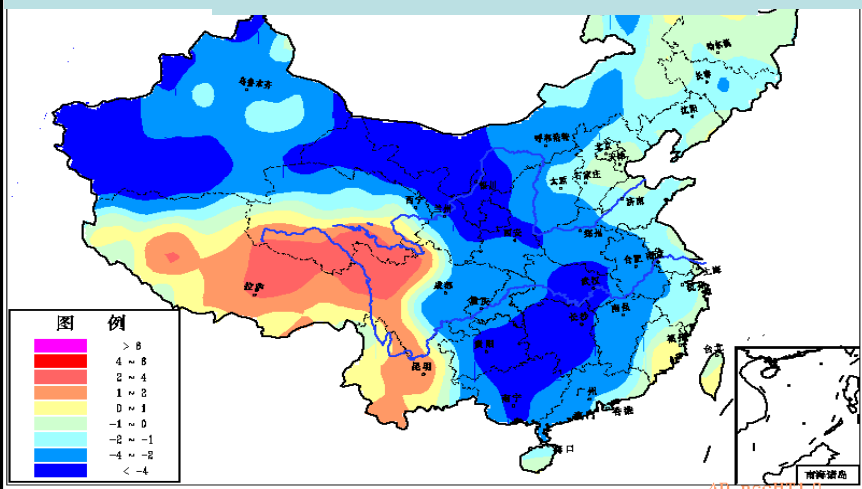 哈尔滨
长春
乌鲁木齐
沈阳
呼和浩特
北京
天津
银川
太原
石家庄
西宁
兰州
济南
西安
郑州
合肥
南京
上海
拉萨
成都
武汉
杭州
重庆
南昌
长沙
贵阳
福州
台北
昆明
广州
南宁
澳门
香港
海口
图 例
> 6
4 ~ 6
2 ~ 4
1 ~ 2
0 ~ 1
-1 ~ 0
-2 ~ -1
-4 ~ -2
< -4
南海诸岛